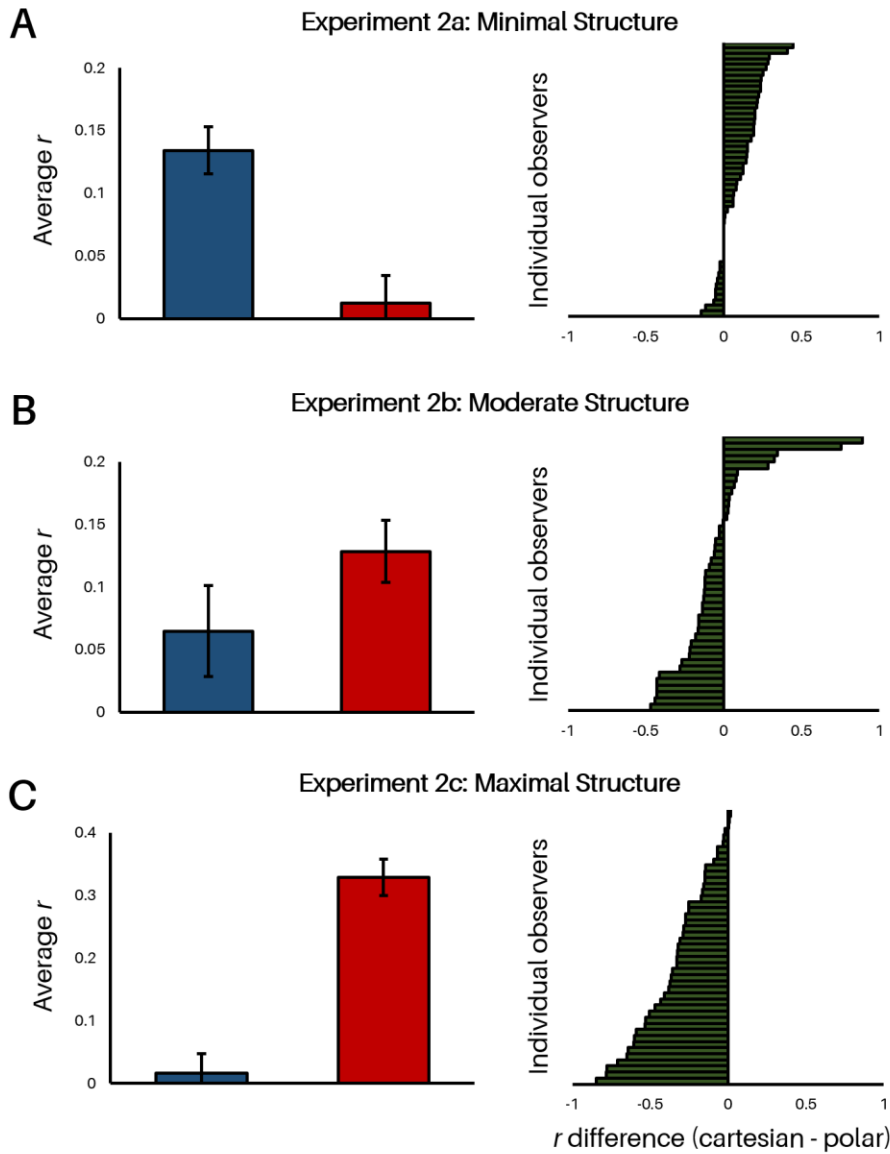 A
Experiment 2a: Minimal Structure
Average r
0.2
0.15
0.1
0.05
0
Individual observers
-1 -0.5 0 0.5 1
B
Experiment 2b: Moderate Structure
Average r
0.2
0.15
0.1
0.05
0
Individual observers
-1 -0.5 0 0.5 1
C
Experiment 2c: Maximal Structure
Average r
0.4
0.3
0.2
0.1
0
Individual observers
-1 -0.5 0 0.5 1
r difference (cartesian - polar)